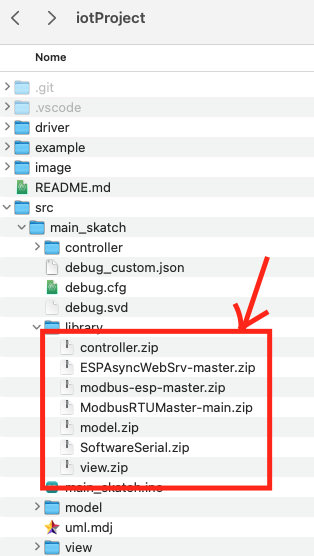 iotProject
Nome
.git
.vscode
driver
example
image
README.md
src
main_skatch
controller
debug_custom.json
debug.cfg
debug.svd
library
controller.zip
ESPAsyncWebSrv-master.zip
modbus-esp-master.zip
ModbusRTUMaster-main.zip
model.zip
SoftwareSerial.zip
view.zip
main_skatch.ino
model
uml.mdj
view